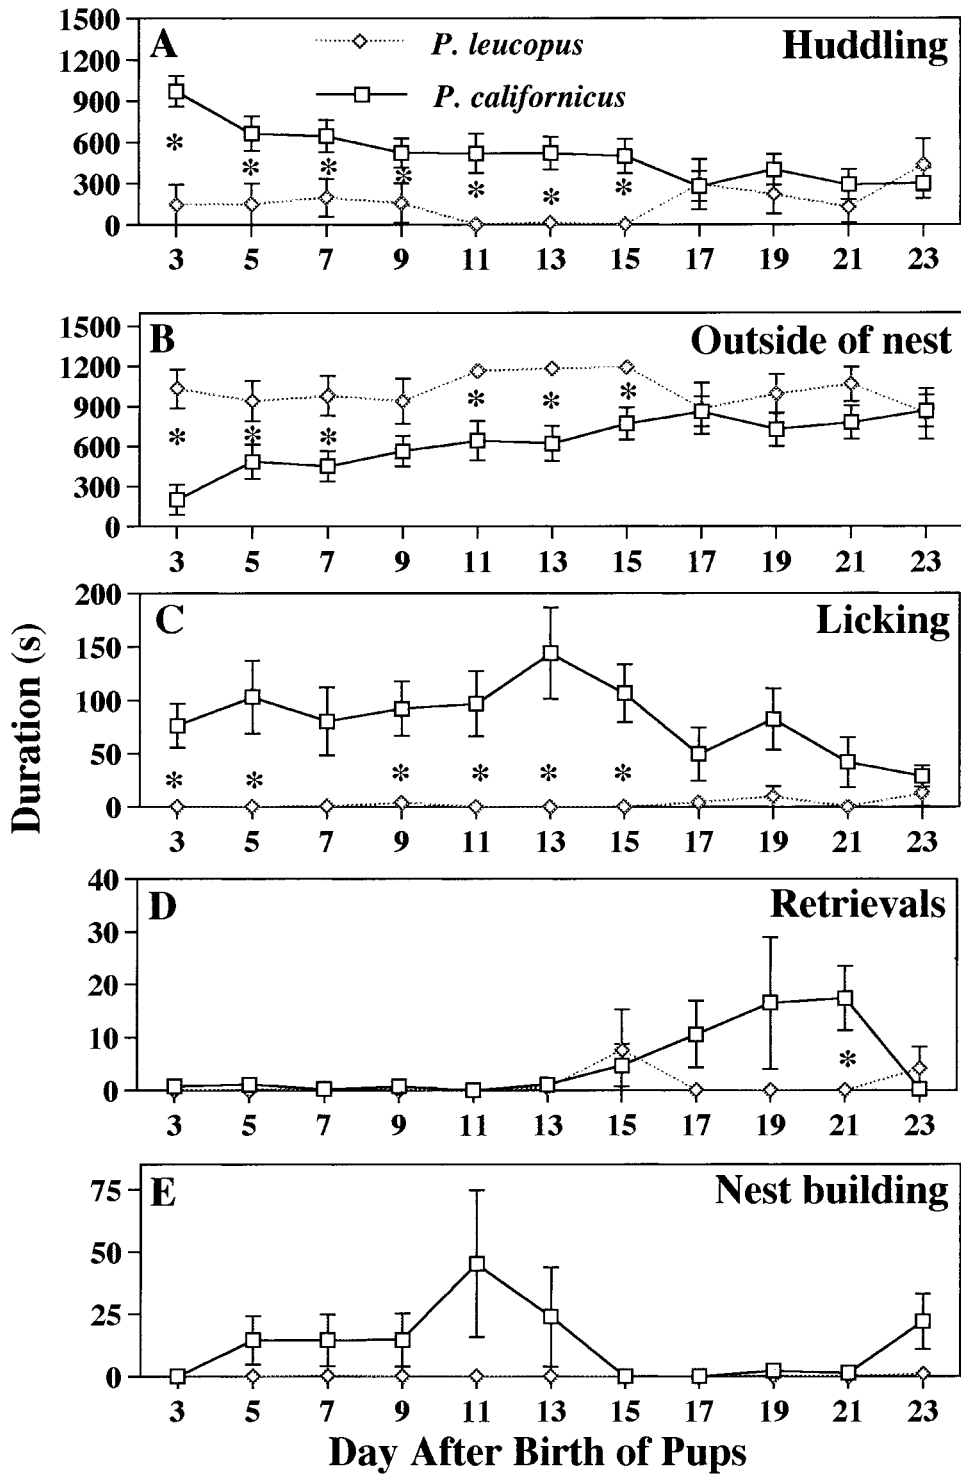 A Huddling
P. leucopus
P. californicus
1500
1200
900
600
300
0
* * * * * * *
3 5 7 9 11 13 15 17 19 21 23
B Outside of nest
1500
1200
900
600
300
0
* * * * * *
3 5 7 9 11 13 15 17 19 21 23
C Licking
200
150
100
50
0
* * * * * *
3 5 7 9 11 13 15 17 19 21 23
Duration (s)
D Retrievals
40
30
20
10
0
*
3 5 7 9 11 13 15 17 19 21 23
E Nest building
75
50
25
0
3 5 7 9 11 13 15 17 19 21 23
Day After Birth of Pups